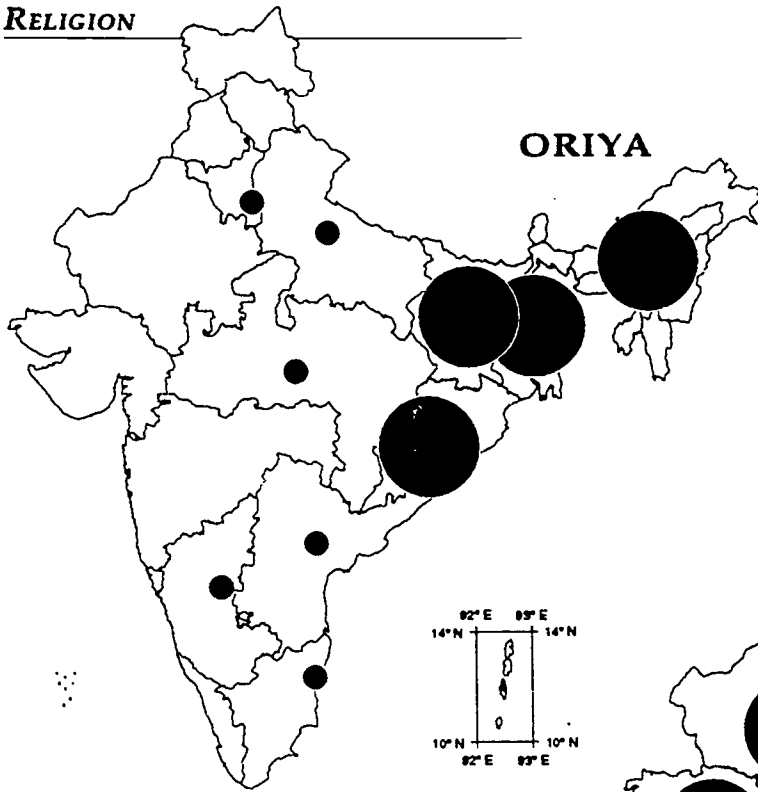 RELIGION
ORIYA
92° E 93° E
14° N 14° N
10° N 10° N
92° E 93° E